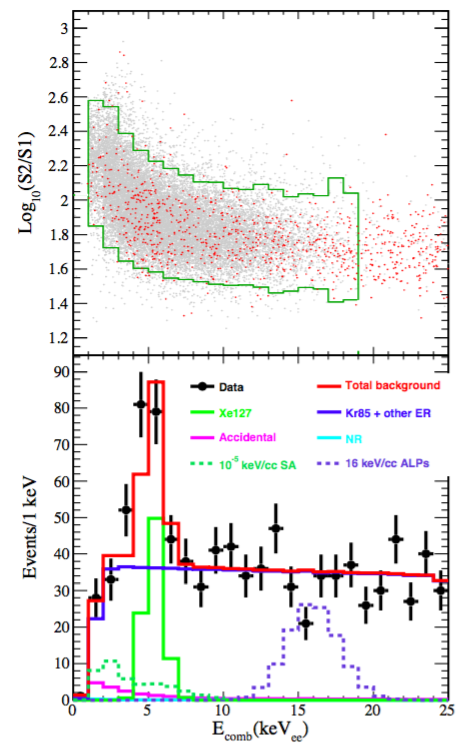 3
2.8
2.6
2.4
2.2
2
1.8
1.6
1.4
1.2
Log10(S2/S1)
90
80
70
60
50
40
30
20
10
0
Events/1 keV
Data
Total background
Xe127
Kr85 + other ER
Accidental
NR
10^-5 keV/cc SA
16 keV/cc ALPs
0 5 10 15 20 25
E_comb(keV_ee)